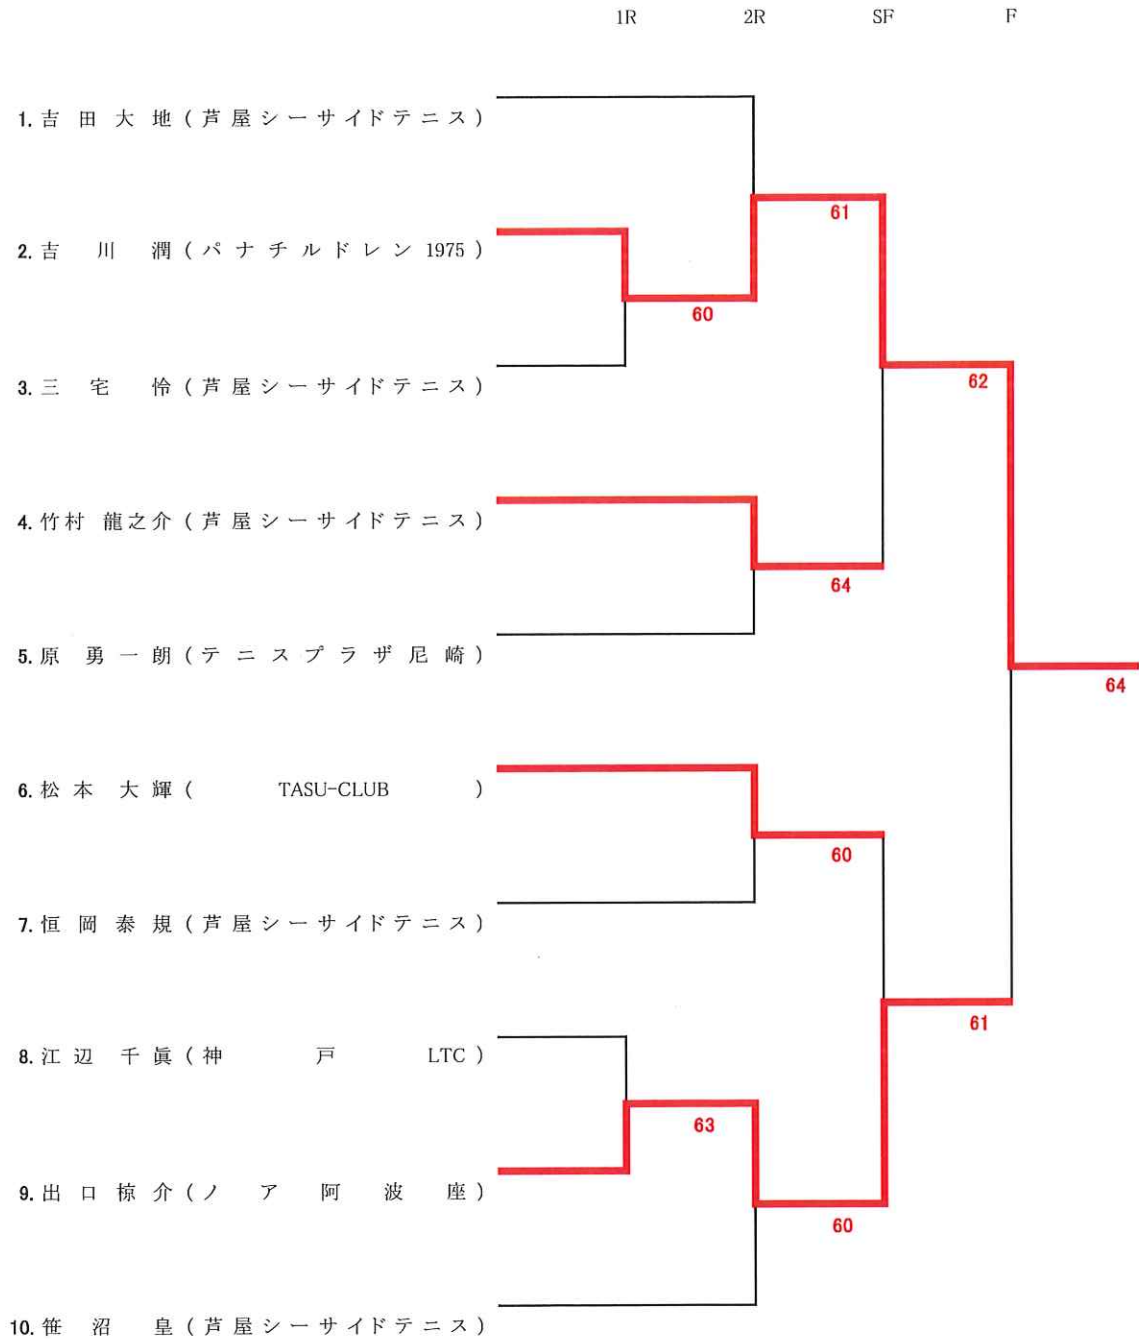 1R 2R SF F
1. 吉田大地 (芦屋シーサイドテニス)
61
2. 吉川潤 (パナチルドレン1975)
60
62
3. 三宅怜 (芦屋シーサイドテニス)
4. 竹村龍之介 (芦屋シーサイドテニス)
64
5. 原勇一朗 (テニスプラザ尼崎)
64
6. 松本大輝 (TASU-CLUB)
60
7. 恒岡泰規 (芦屋シーサイドテニス)
61
8. 江辺千眞 (神戸LTC)
63
9. 出口椋介 (ノア阿波座)
60
10. 笹沼皇 (芦屋シーサイドテニス)